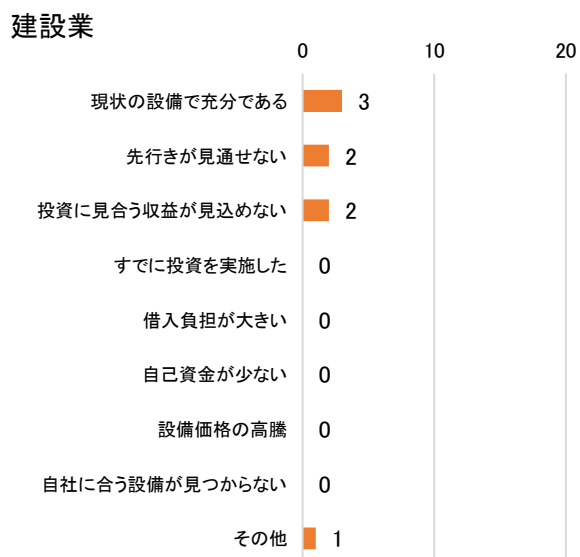 建設業
0 10 20
現状の設備で充分である 3
先行きが見通せない 2
投資に見合う収益が見込めない 2
すでに投資を実施した 0
借入負担が大きい 0
自己資金が少ない 0
設備価格の高騰 0
自社に合う設備が見つからない 0
その他 1